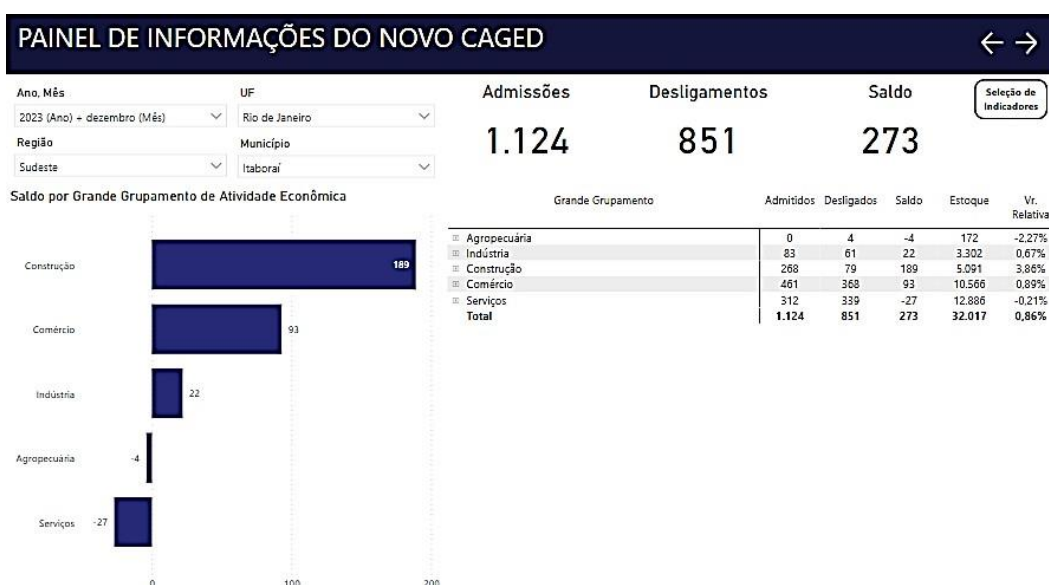 PAINEL DE INFORMAÇÕES DO NOVO CAGED
Ano, Mês
2023 (Ano) + dezembro (Mês)
UF
Rio de Janeiro
Região
Sudeste
Município
Itaboraí
Admissões
1.124
Desligamentos
851
Saldo
273
Seleção de
Indicadores
Saldo por Grande Grupamento de Atividade Econômica
Construção 189
Comércio 93
Indústria 22
Agropecuária -4
Serviços -27
0 100 200
Grande Grupamento Admitidos Desligados Saldo Estoque Vr. Relativa
Agropecuária 0 4 -4 172 -2,27%
Indústria 83 61 22 3.302 0,67%
Construção 268 79 189 5.091 3,86%
Comércio 461 368 93 10.566 0,89%
Serviços 312 339 -27 12.886 -0,21%
Total 1.124 851 273 32.017 0,86%